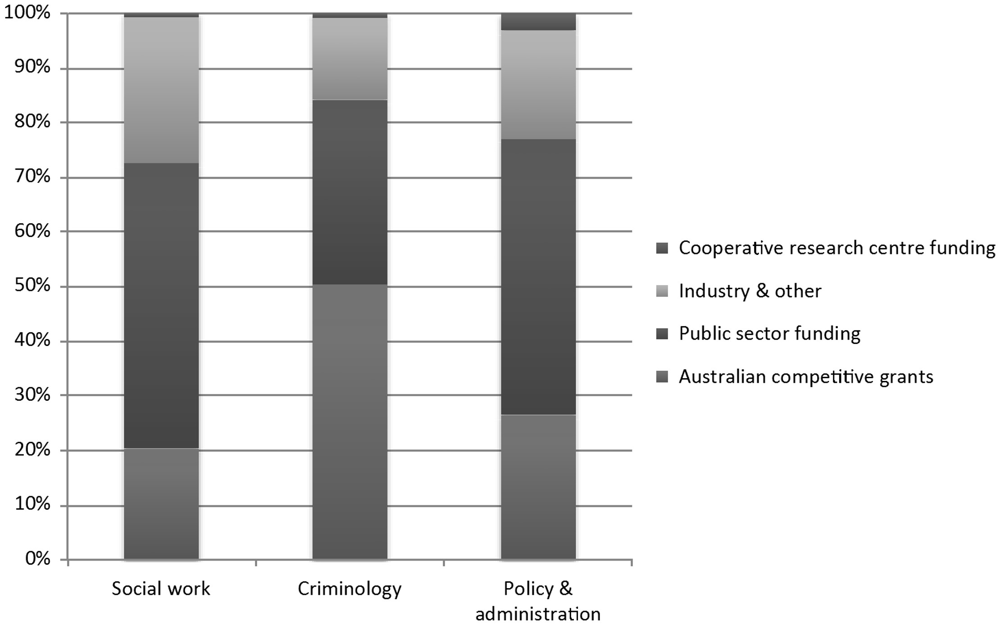 100%
90%
80%
70%
60%
50%
40%
30%
20%
10%
0%
Social work
Criminology
Policy &
administration
Cooperative research centre funding
Industry & other
Public sector funding
Australian competitive grants